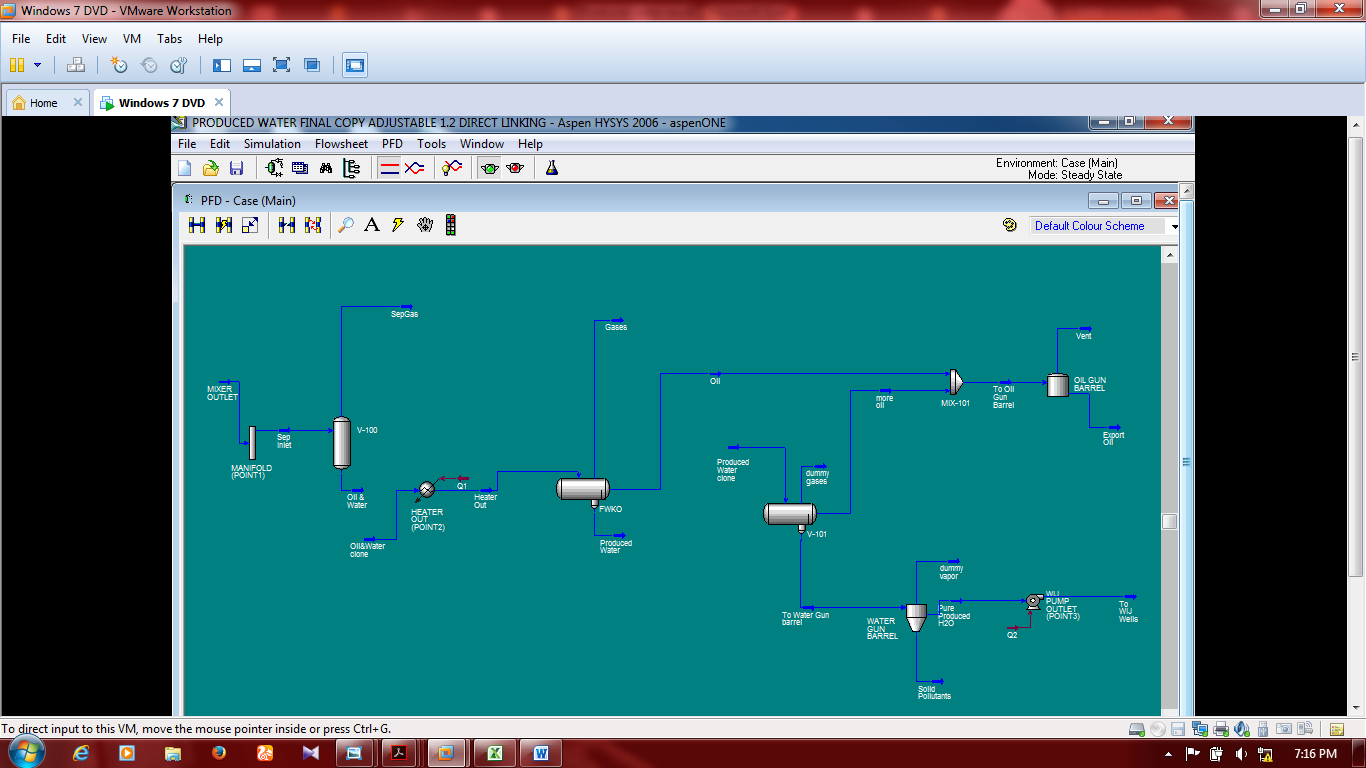 Windows 7 DVD - VMware Workstation
File Edit View VM Tabs Help
Home
Windows 7 DVD
PRODUCED WATER FINAL COPY ADJUSTABLE 1.2 DIRECT LINKING - Aspen HYSYS 2006 - aspenONE
File Edit Simulation Flowsheet PFD Tools Window Help
Environment: Case (Main)
Mode: Steady State
PFD - Case (Main)
A
Default Colour Scheme
SepGas
Gases
Vent
MIXER
OUTLET
Oil
OIL GUN
BARREL
To Oil
Gun
Barrel
more
oil
MIX-101
Sep
Inlet
V-100
Export
Oil
MANIFOLD
(POINT1)
Produced
Water
clone
dummy
gases
Q1
Oil &
Water
Heater
Out
HEATER
OUT
(POINT2)
FWKO
V-101
Oil&Water
clone
Produced
Water
dummy
vapor
WIJ
PUMP
OUTLET
(POINT3)
To
WIJ
Wells
Pure
Produced
H2O
To Water Gun
barrel
WATER
GUN
BARREL
Q2
Solid
Pollutants
To direct input to this VM, move the mouse pointer inside or press Ctrl+G.
7:16 PM